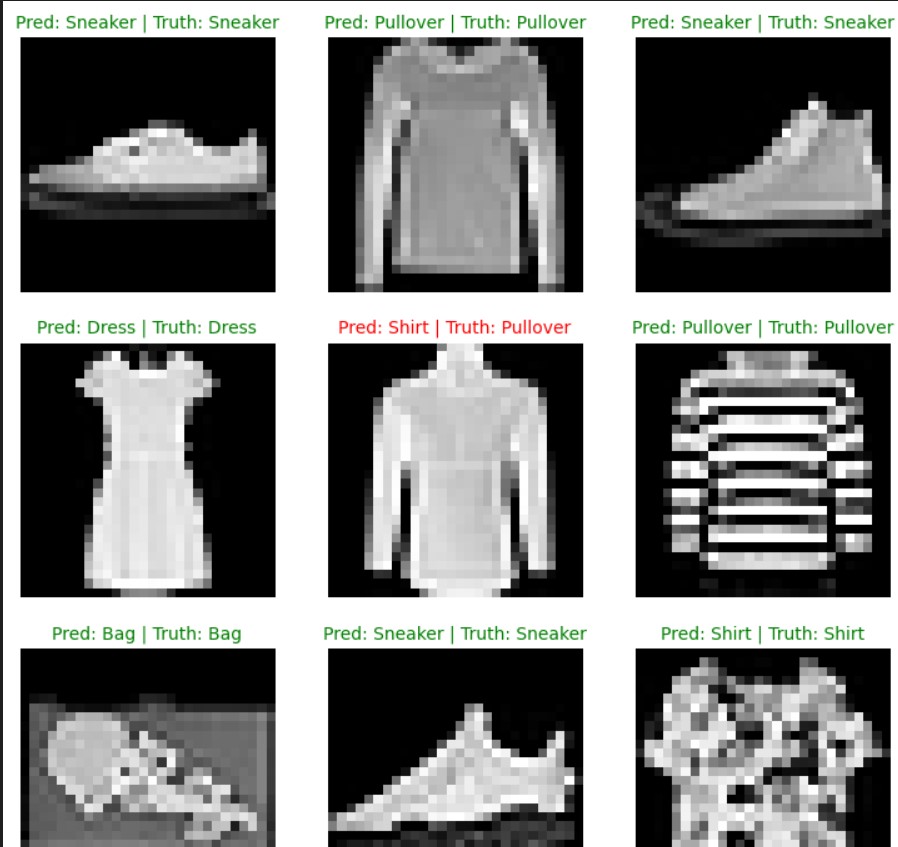 Pred: Sneaker | Truth: Sneaker
Pred: Pullover | Truth: Pullover
Pred: Sneaker | Truth: Sneaker
Pred: Dress | Truth: Dress
Pred: Shirt | Truth: Pullover
Pred: Pullover | Truth: Pullover
Pred: Bag | Truth: Bag
Pred: Sneaker | Truth: Sneaker
Pred: Shirt | Truth: Shirt